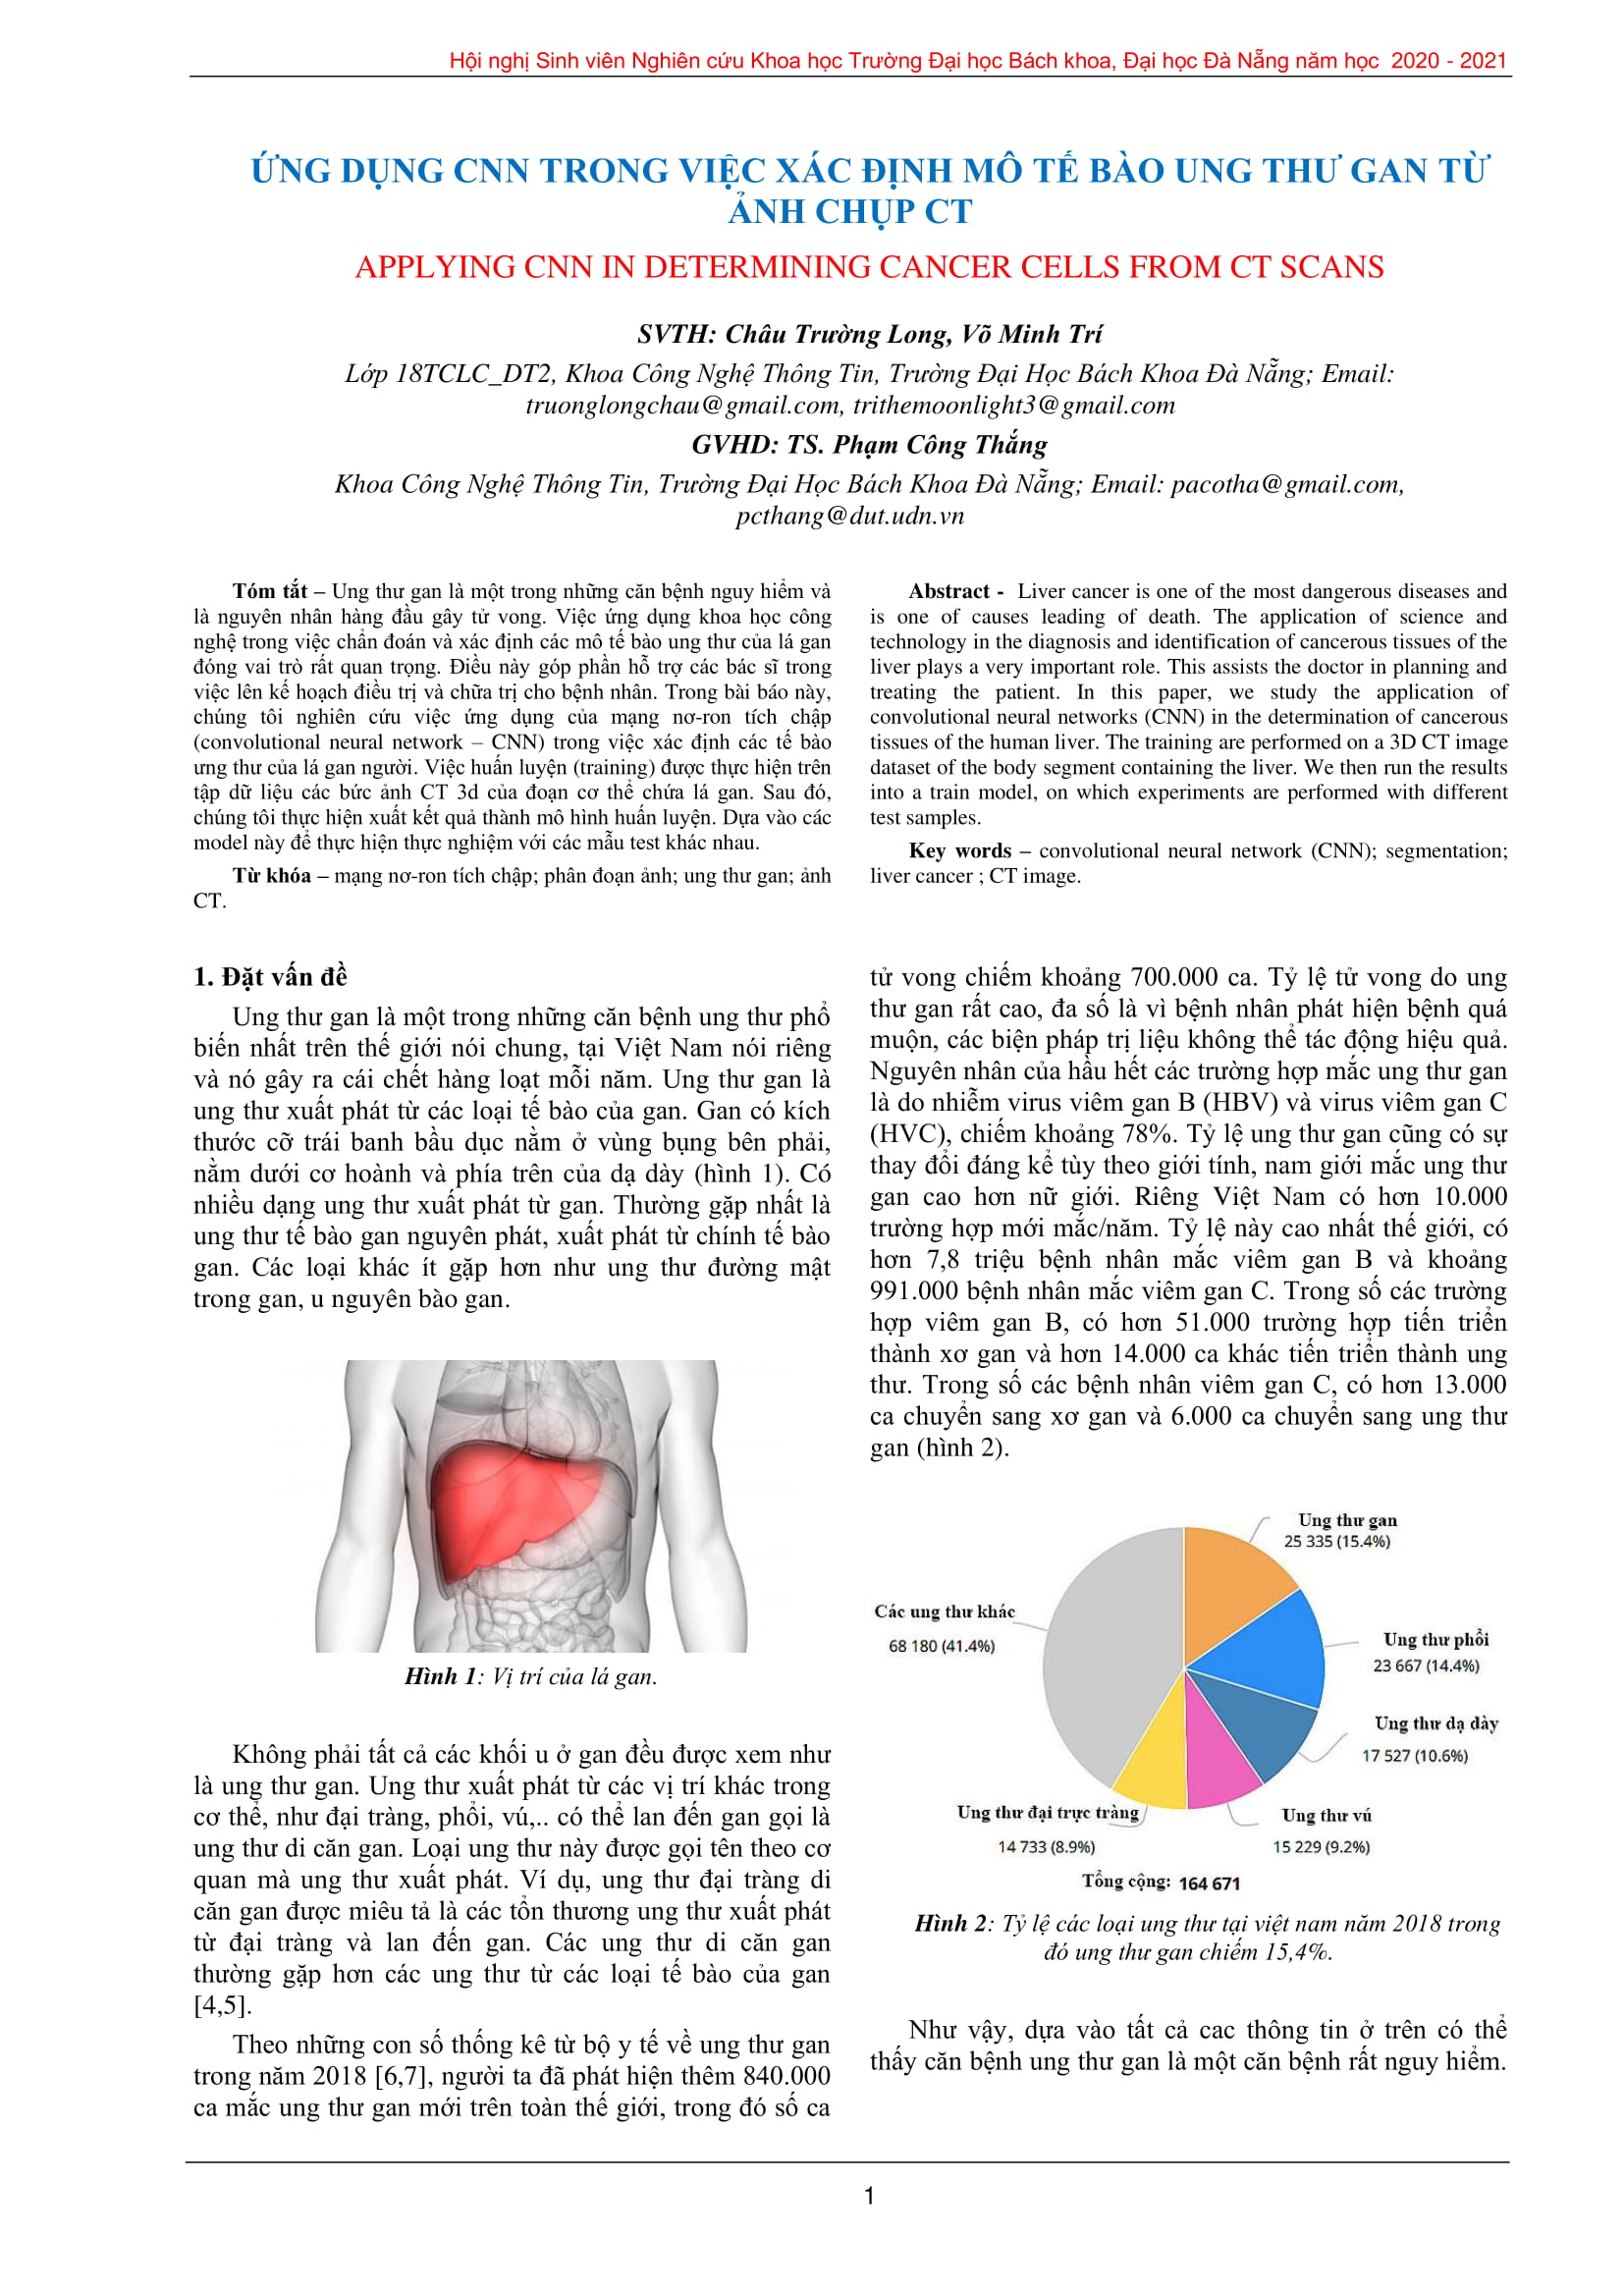 Hội nghị Sinh viên Nghiên cứu Khoa học Trường Đại học Bách khoa, Đại học Đà Nẵng năm học 2020 - 2021
ỨNG DỤNG CNN TRONG VIỆC XÁC ĐỊNH MÔ TẾ BÀO UNG THƯ GAN TỪ
ẢNH CHỤP CT
APPLYING CNN IN DETERMINING CANCER CELLS FROM CT SCANS
SVTH: Châu Trường Long, Võ Minh Trí
Lớp 18TCLC_DT2, Khoa Công Nghệ Thông Tin, Trường Đại Học Bách Khoa Đà Nẵng; Email:
truonglongchau@gmail.com, trithemoonlight3@gmail.com
GVHD: TS. Phạm Công Thắng
Khoa Công Nghệ Thông Tin, Trường Đại Học Bách Khoa Đà Nẵng; Email: pacotha@gmail.com,
pcthang@dut.udn.vn
Tóm tắt – Ung thư gan là một trong những căn bệnh nguy hiểm và
là nguyên nhân hàng đầu gây tử vong. Việc ứng dụng khoa học công
nghệ trong việc chẩn đoán và xác định các mô tế bào ung thư của lá gan
đóng vai trò rất quan trọng. Điều này góp phần hỗ trợ các bác sĩ trong
việc lên kế hoạch điều trị và chữa trị cho bệnh nhân. Trong bài báo này,
chúng tôi nghiên cứu việc ứng dụng của mạng nơ-ron tích chập
(convolutional neural network – CNN) trong việc xác định các tế bào
ưng thư của lá gan người. Việc huấn luyện (training) được thực hiện trên
tập dữ liệu các bức ảnh CT 3d của đoạn cơ thể chứa lá gan. Sau đó,
chúng tôi thực hiện xuất kết quả thành mô hình huấn luyện. Dựa vào các
model này để thực hiện thực nghiệm với các mẫu test khác nhau.
Từ khóa – mạng nơ-ron tích chập; phân đoạn ảnh; ung thư gan; ảnh
CT.
Abstract - Liver cancer is one of the most dangerous diseases and
is one of causes leading of death. The application of science and
technology in the diagnosis and identification of cancerous tissues of the
liver plays a very important role. This assists the doctor in planning and
treating the patient. In this paper, we study the application of
convolutional neural networks (CNN) in the determination of cancerous
tissues of the human liver. The training are performed on a 3D CT image
dataset of the body segment containing the liver. We then run the results
into a train model, on which experiments are performed with different
test samples.
Key words – convolutional neural network (CNN); segmentation;
liver cancer ; CT image.
1. Đặt vấn đề
Ung thư gan là một trong những căn bệnh ung thư phổ
biến nhất trên thế giới nói chung, tại Việt Nam nói riêng
và nó gây ra cái chết hàng loạt mỗi năm. Ung thư gan là
ung thư xuất phát từ các loại tế bào của gan. Gan có kích
thước cỡ trái banh bầu dục nằm ở vùng bụng bên phải,
nằm dưới cơ hoành và phía trên của dạ dày (hình 1). Có
nhiều dạng ung thư xuất phát từ gan. Thường gặp nhất là
ung thư tế bào gan nguyên phát, xuất phát từ chính tế bào
gan. Các loại khác ít gặp hơn như ung thư đường mật
trong gan, u nguyên bào gan.
Hình 1: Vị trí của lá gan.
Không phải tất cả các khối u ở gan đều được xem như
là ung thư gan. Ung thư xuất phát từ các vị trí khác trong
cơ thể, như đại tràng, phổi, vú,.. có thể lan đến gan gọi là
ung thư di căn gan. Loại ung thư này được gọi tên theo cơ
quan mà ung thư xuất phát. Ví dụ, ung thư đại tràng di
căn gan được miêu tả là các tổn thương ung thư xuất phát
từ đại tràng và lan đến gan. Các ung thư di căn gan
thường gặp hơn các ung thư từ các loại tế bào của gan
[4,5].
Theo những con số thống kê từ bộ y tế về ung thư gan
trong năm 2018 [6,7], người ta đã phát hiện thêm 840.000
ca mắc ung thư gan mới trên toàn thế giới, trong đó số ca
tử vong chiếm khoảng 700.000 ca. Tỷ lệ tử vong do ung
thư gan rất cao, đa số là vì bệnh nhân phát hiện bệnh quá
muộn, các biện pháp trị liệu không thể tác động hiệu quả.
Nguyên nhân của hầu hết các trường hợp mắc ung thư gan
là do nhiễm virus viêm gan B (HBV) và virus viêm gan C
(HVC), chiếm khoảng 78%. Tỷ lệ ung thư gan cũng có sự
thay đổi đáng kể tùy theo giới tính, nam giới mắc ung thư
gan cao hơn nữ giới. Riêng Việt Nam có hơn 10.000
trường hợp mới mắc/năm. Tỷ lệ này cao nhất thế giới, có
hơn 7,8 triệu bệnh nhân mắc viêm gan B và khoảng
991.000 bệnh nhân mắc viêm gan C. Trong số các trường
hợp viêm gan B, có hơn 51.000 trường hợp tiến triển
thành xơ gan và hơn 14.000 ca khác tiến triển thành ung
thư. Trong số các bệnh nhân viêm gan C, có hơn 13.000
ca chuyển sang xơ gan và 6.000 ca chuyển sang ung thư
gan (hình 2).
Ung thư gan
25 335 (15.4%)
Các ung thư khác
68 180 (41.4%)
Ung thư phổi
23 667 (14.4%)
Ung thư dạ dày
17 527 (10.6%)
Ung thư đại trực tràng
14 733 (8.9%)
Ung thư vú
15 229 (9.2%)
Tổng cộng: 164 671
Hình 2: Tỷ lệ các loại ung thư tại việt nam năm 2018 trong
đó ung thư gan chiếm 15,4%.
Như vậy, dựa vào tất cả cac thông tin ở trên có thể
thấy căn bệnh ung thư gan là một căn bệnh rất nguy hiểm.
1